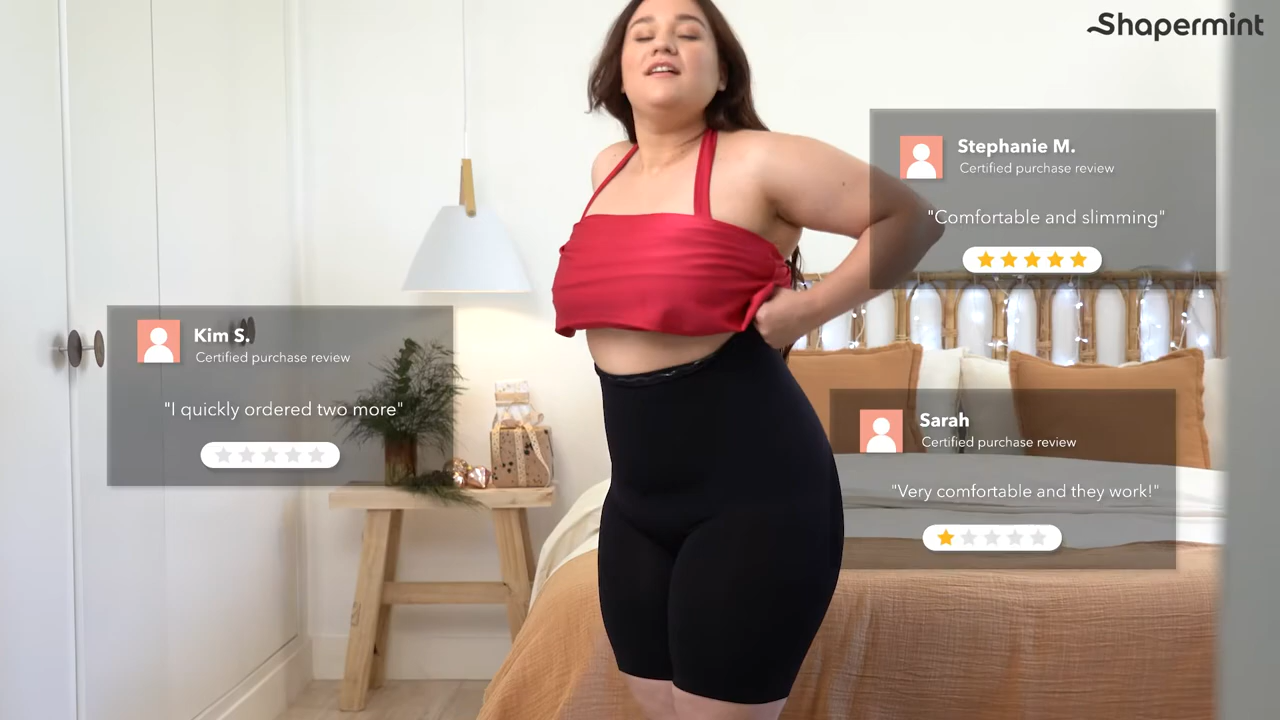 Shapermint
Stephanie M.
Certified purchase review
"Comfortable and slimming"
Kim S.
Certified purchase review
"I quickly ordered two more"
Sarah
Certified purchase review
"Very comfortable and they work!"